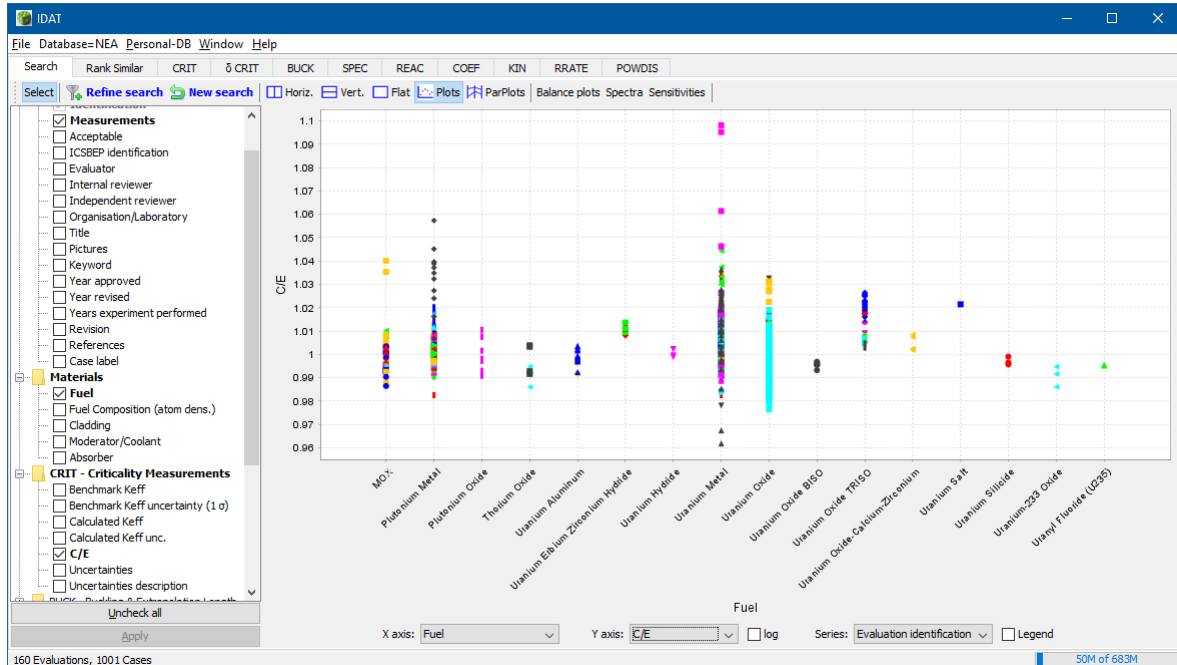 IDAT
File Database=NEA Personal-DB Window Help
Search Rank Similar CRIT δ CRIT BUCK SPEC REAC COEF KIN RRATE POWDIS
Select Refine search New search Horiz. Vert. Flat Plots ParPlots Balance plots Spectra Sensitivities
Identification
Measurements
Acceptable
ICSBEP identification
Evaluator
Internal reviewer
Independent reviewer
Organisation/Laboratory
Title
Pictures
Keyword
Year approved
Year revised
Years experiment performed
Revision
References
Case label
Materials
Fuel
Fuel Composition (atom dens.)
Cladding
Moderator/Coolant
Absorber
CRIT - Criticality Measurements
Benchmark Keff
Benchmark Keff uncertainty (1 σ)
Calculated Keff
Calculated Keff unc.
C/E
Uncertainties
Uncertainties description
BUCK - Buckling & Extrapolation Length
Uncheck all
Apply
1.1
1.09
1.08
1.07
1.06
1.05
1.04
1.03
1.02
1.01
1
0.99
0.98
0.97
0.96
C/E
MOX
Plutonium Metal
Plutonium Oxide
Thorium Oxide
Uranium Aluminum
Uranium Erbium Zirconium Hydride
Uranium Hydride
Uranium Metal
Uranium Oxide
Uranium Oxide BISO
Uranium Oxide TRISO
Uranium Oxide-Calcium-Zirconium
Uranium Salt
Uranium Silicide
Uranium-233 Oxide
Uranyl Fluoride (U235)
Fuel
X axis: Fuel Y axis: C/E log Series: Evaluation identification Legend
160 Evaluations, 1001 Cases 50M of 683M